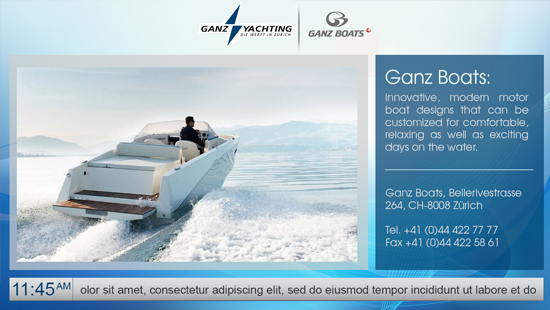 GANZ YACHTING
DIE WERFT IN ZÜRICH
GANZ BOATS
Ganz Boats:
Innovative, modern motor
boat designs that can be
customized for comfortable,
relaxing as well as exciting
days on the water.
Ganz Boats, Bellerivestrasse
264, CH-8008 Zürich
Tel. +41 (0)44 422 77 77
Fax +41 (0)44 422 58 61
11:45 AM
olor sit amet, consectetur adipiscing elit, sed do eiusmod tempor incididunt ut labore et do